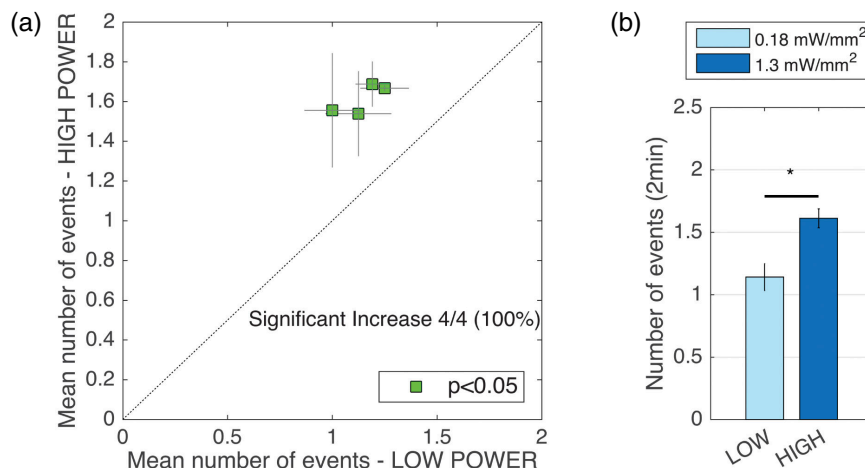 (a)
Mean number of events - HIGH POWER
2
1.8
1.6
1.4
1.2
1
0.8
0.6
0.4
0.2
0
Significant Increase 4/4 (100%)
p<0.05
0
0.5
1
1.5
2
Mean number of events - LOW POWER
(b)
0.18 mW/mm²
1.3 mW/mm²
Number of events (2min)
2.5
2
1.5
1
0.5
0
*
LOW
HIGH